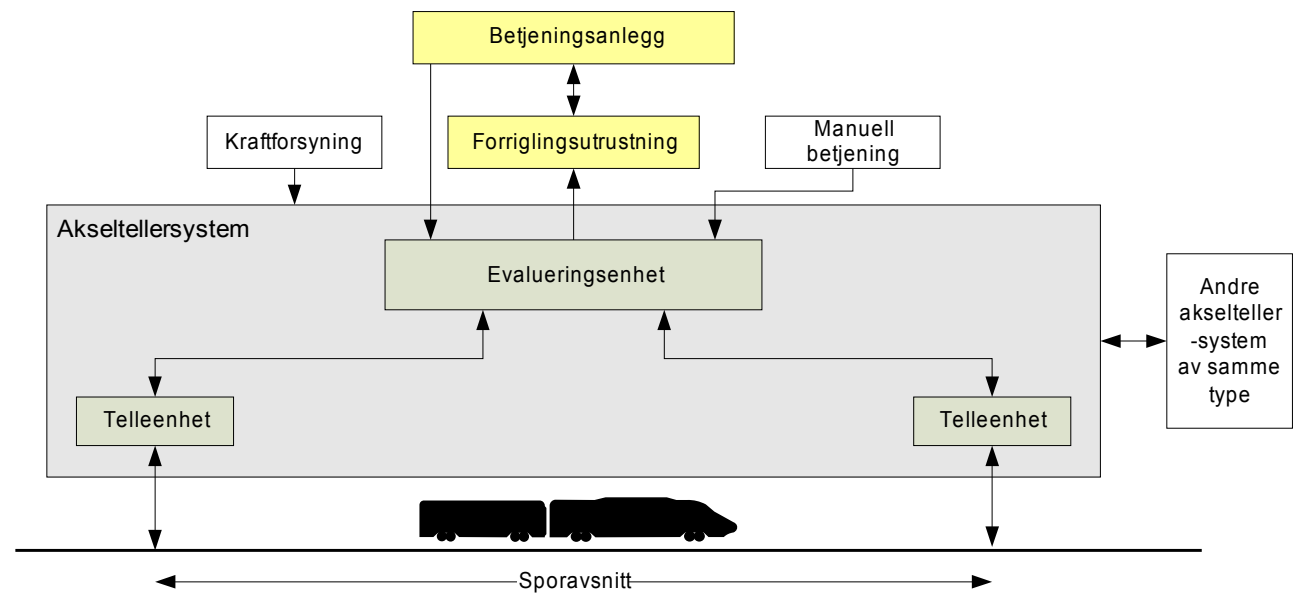 Betjeningsanlegg
Kraftforsyning
Forriglingsutrustning
Manuell
betjening
Akseltellersystem
Evalueringsenhet
Andre
akselteller
-system
av samme
type
Telleenhet
Telleenhet
Sporavsnitt